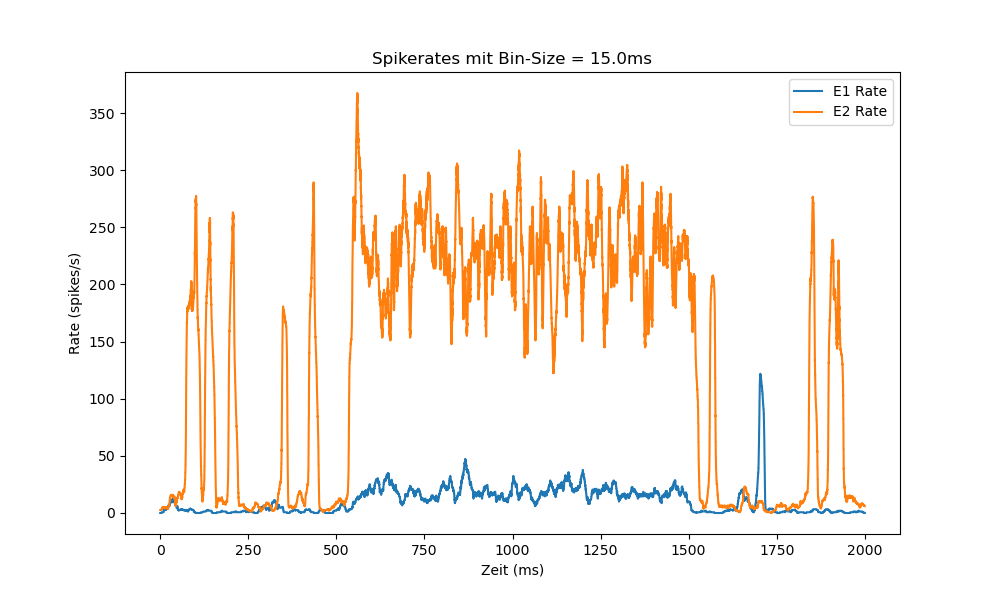 Spikerates mit Bin-Size = 15.0ms
E1 Rate
E2 Rate
Rate (spikes/s)
350
300
250
200
150
100
50
0
0 250 500 750 1000 1250 1500 1750 2000
Zeit (ms)